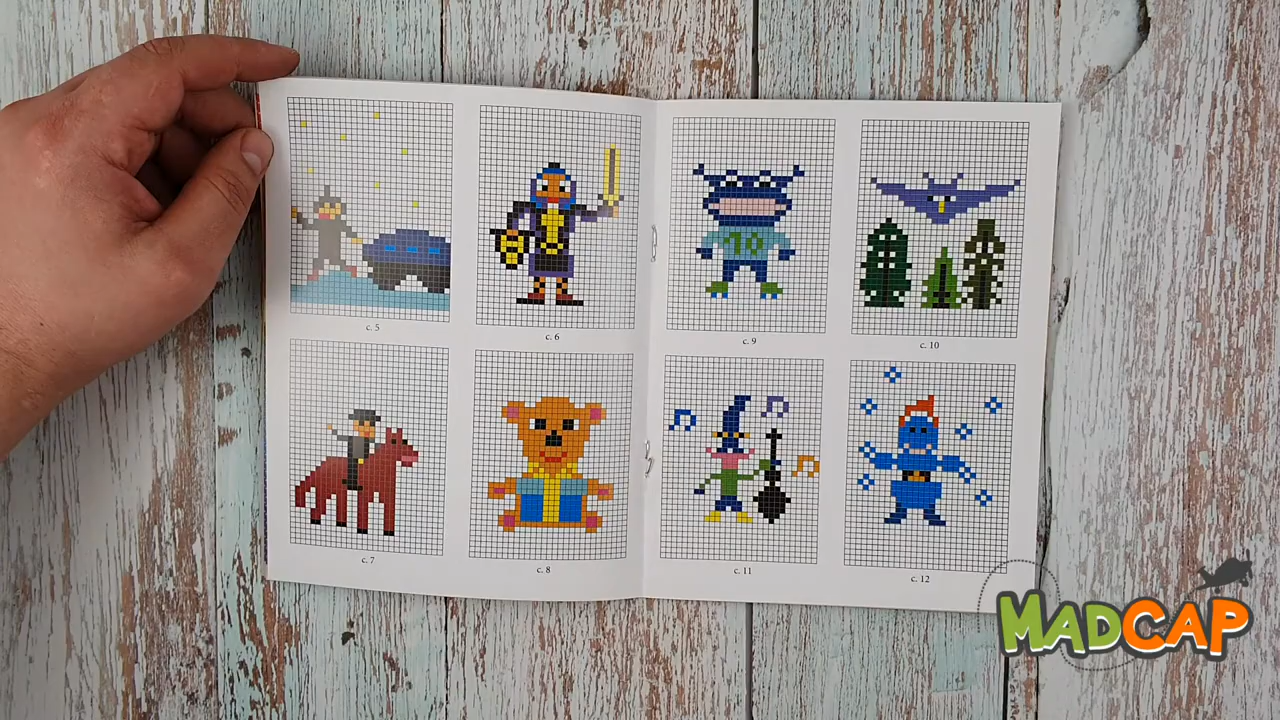 c. 5
c. 6
c. 9
10
c. 10
c. 7
c. 8
c. 11
c. 12
MADCAP